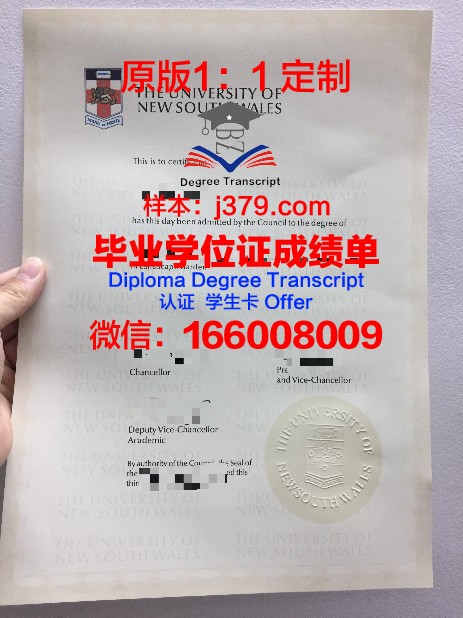 原版1：1定制
THE UNIVERSITY OF
NEW SOUTH WALES
This is to certify
Degree Transcript
样本：j379.com
has this day been admitted by the Council to the degree of
毕业学位证成绩单
Diploma Degree Transcript
认证 学生卡 Offer
微信：166008009
Chancellor
Pre
and Vice-Chancellor
Deputy Vice-Chancellor
Academic
By authority of the Council, the Seal of
the
ed this
THE UNIVERSITY OF
NEW SOUTH WALES